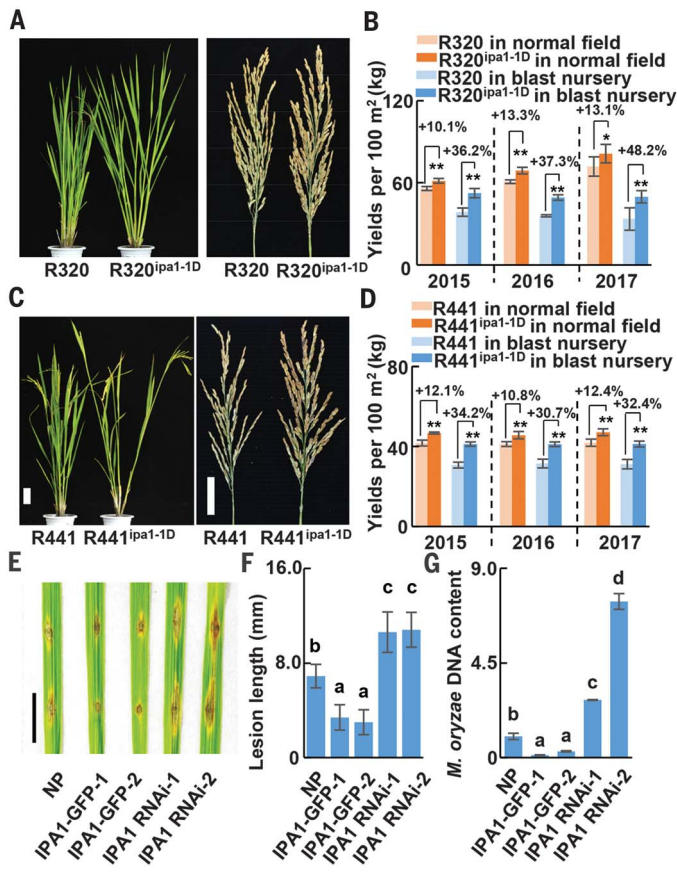 A
R320
R320ipa1-1D
R320
R320ipa1-1D
B
R320 in normal field
R320ipa1-1D in normal field
R320 in blast nursery
R320ipa1-1D in blast nursery
Yields per 100 m2 (kg)
120
60
0
+10.1%
**
+36.2%
**
+13.3%
**
+37.3%
**
+13.1%
*
+48.2%
**
2015
2016
2017
C
R441
R441ipa1-1D
R441
R441ipa1-1D
D
R441 in normal field
R441ipa1-1D in normal field
R441 in blast nursery
R441ipa1-1D in blast nursery
Yields per 100 m2 (kg)
80
40
0
+12.1%
**
+34.2%
**
+10.8%
**
+30.7%
**
+12.4%
**
+32.4%
**
2015
2016
2017
E
NP
IPA1-GFP-1
IPA1-GFP-2
IPA1 RNAi-1
IPA1 RNAi-2
F
Lesion length (mm)
16.0
8.0
0
b
a
a
c
c
NP
IPA1-GFP-1
IPA1-GFP-2
IPA1 RNAi-1
IPA1 RNAi-2
G
M. oryzae DNA content
9.0
4.5
0
b
a
a
c
d
NP
IPA1-GFP-1
IPA1-GFP-2
IPA1 RNAi-1
IPA1 RNAi-2